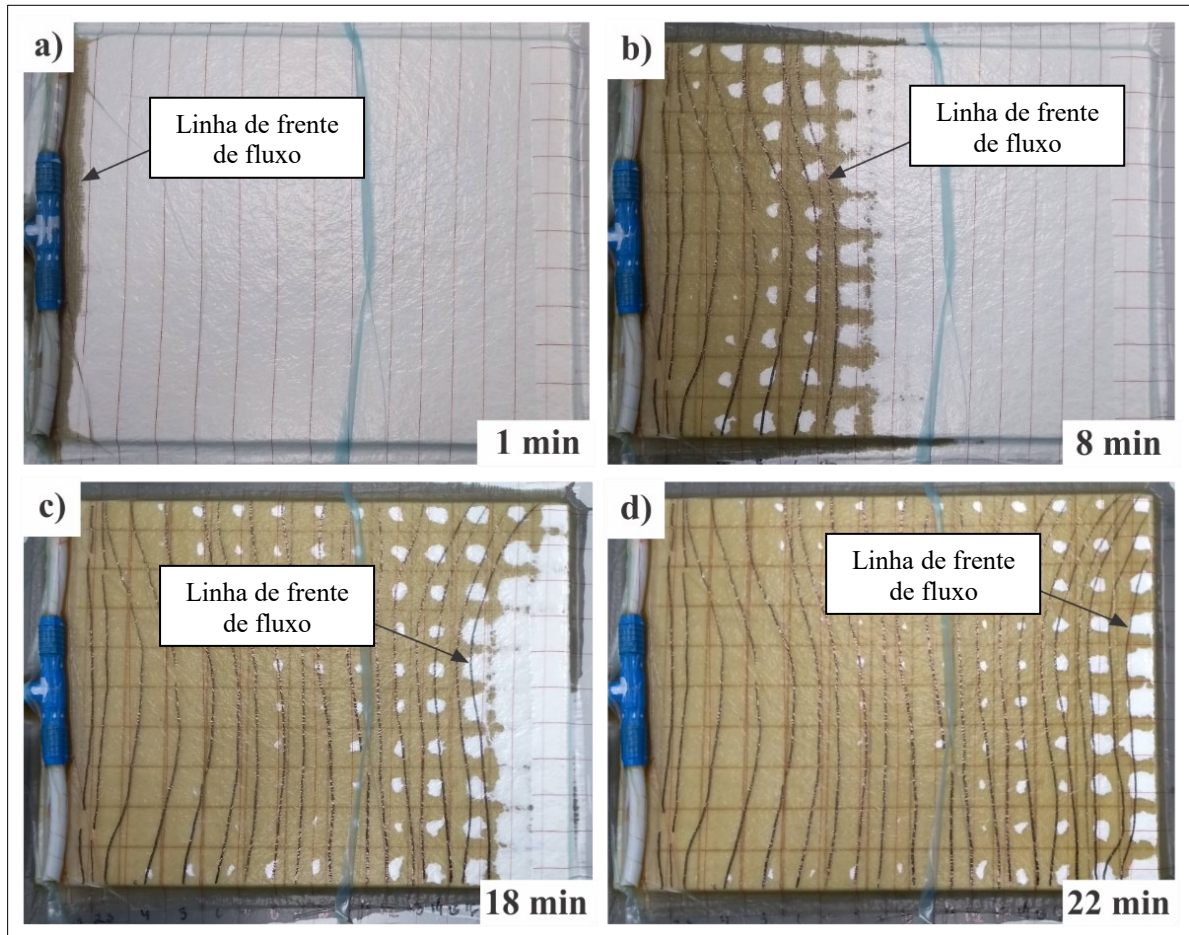 a)
Linha de frente
de fluxo
1 min
b)
Linha de frente
de fluxo
8 min
c)
Linha de frente
de fluxo
18 min
d)
Linha de frente
de fluxo
22 min